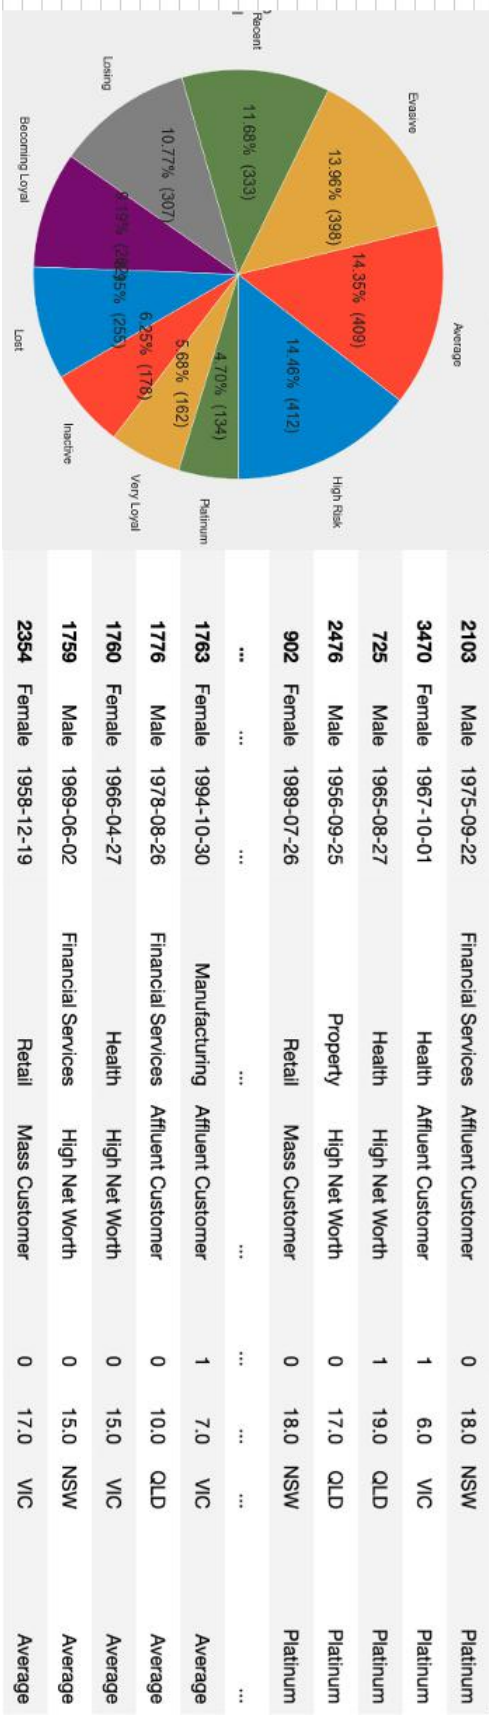 High Risk
14.46% (412)
Average
14.35% (409)
Evasive
13.96% (398)
Recent
11.68% (333)
Losing
10.77% (307)
Becoming Loyal
9.19%
Lost
(255)
Inactive
6.25% (178)
Very Loyal
5.68% (162)
Platinum
4.70% (134)
2103 Male 1975-09-22 Financial Services Affluent Customer 0 18.0 NSW Platinum
3470 Female 1967-10-01 Health Affluent Customer 1 6.0 VIC Platinum
725 Male 1965-08-27 Health High Net Worth 1 19.0 QLD Platinum
2476 Male 1956-09-25 Property High Net Worth 0 17.0 QLD Platinum
902 Female 1989-07-26 Retail Mass Customer 0 18.0 NSW Platinum
... ... ... ... ... ... ... ... ...
1763 Female 1994-10-30 Manufacturing Affluent Customer 1 7.0 VIC Average
1776 Male 1978-08-26 Financial Services Affluent Customer 0 10.0 QLD Average
1760 Female 1966-04-27 Health High Net Worth 0 15.0 VIC Average
1759 Male 1969-06-02 Financial Services High Net Worth 0 15.0 NSW Average
2354 Female 1958-12-19 Retail Mass Customer 0 17.0 VIC Average